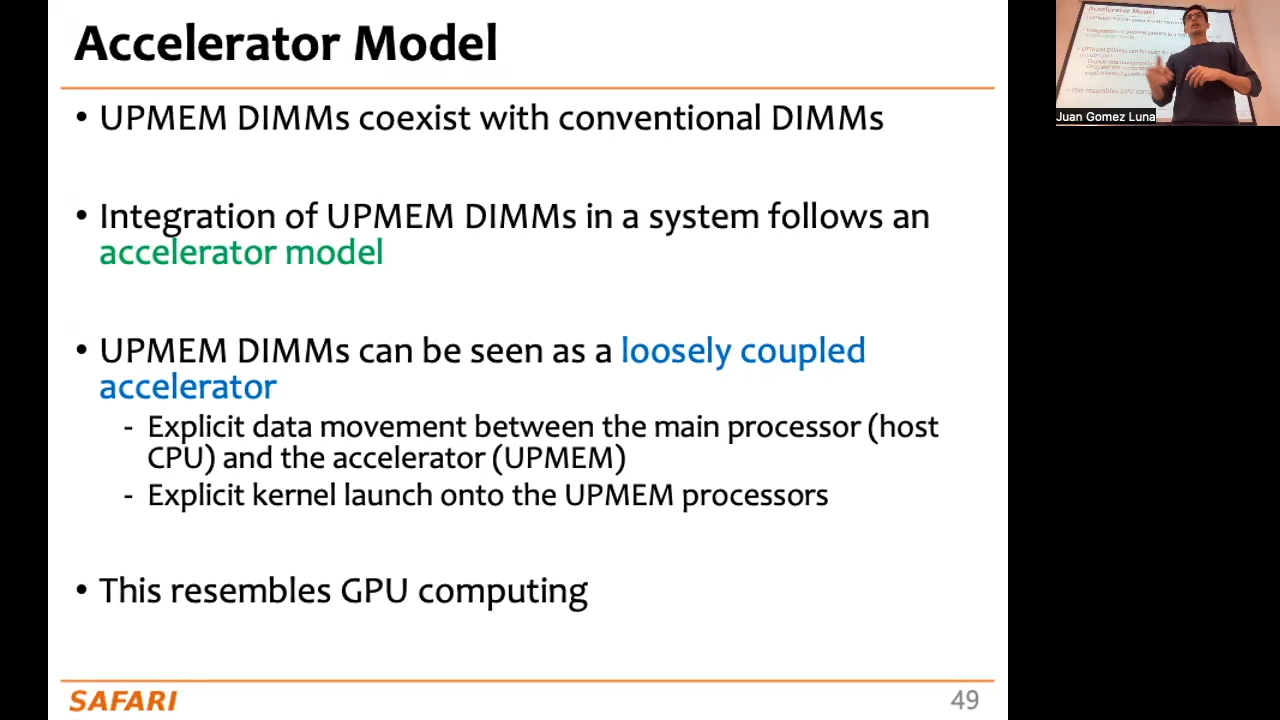 Accelerator Model
• UPMEM DIMMs coexist with conventional DIMMs
• Integration of UPMEM DIMMs in a system follows an
accelerator model
• UPMEM DIMMs can be seen as a loosely coupled
accelerator
- Explicit data movement between the main processor (host
CPU) and the accelerator (UPMEM)
- Explicit kernel launch onto the UPMEM processors
• This resembles GPU computing
SAFARI
49
Accelerator Model
Juan Gomez Luna